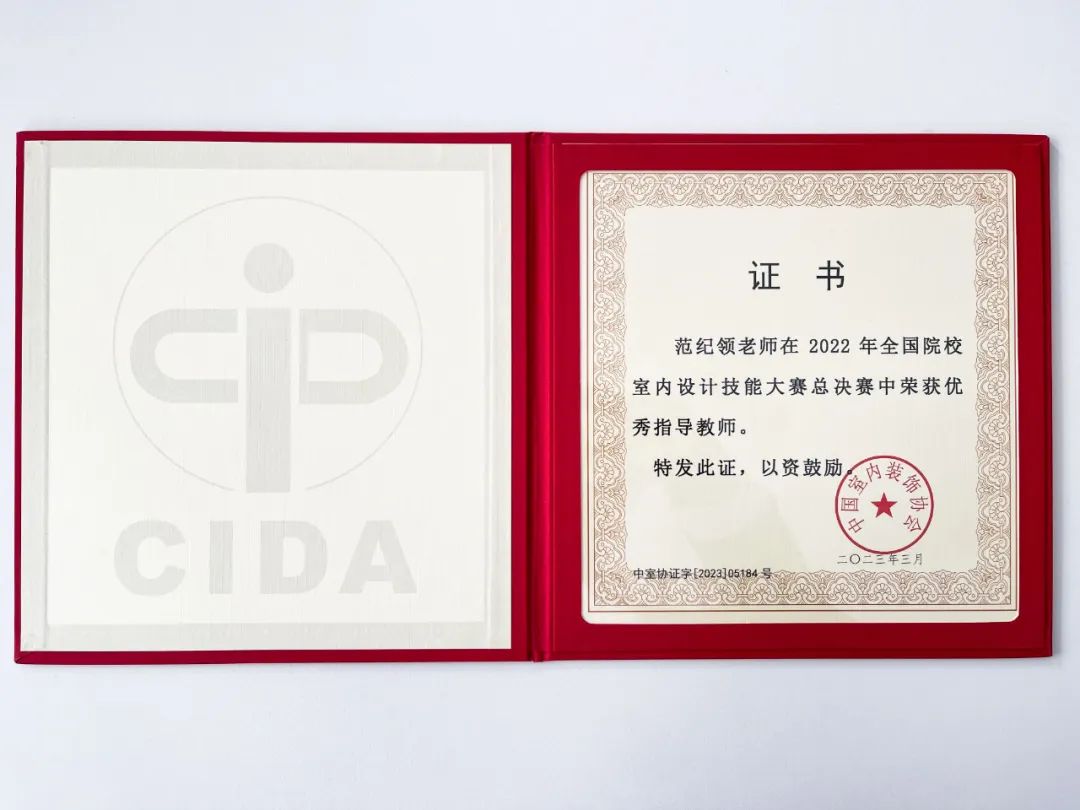 CIDA
证 书
范纪领老师在 2022 年全国院校
室内设计技能大赛总决赛中荣获优
秀指导教师。
特发此证，以资鼓励。
中国室内装饰协会
二〇二三年三月
中室协证字[2023]05184 号